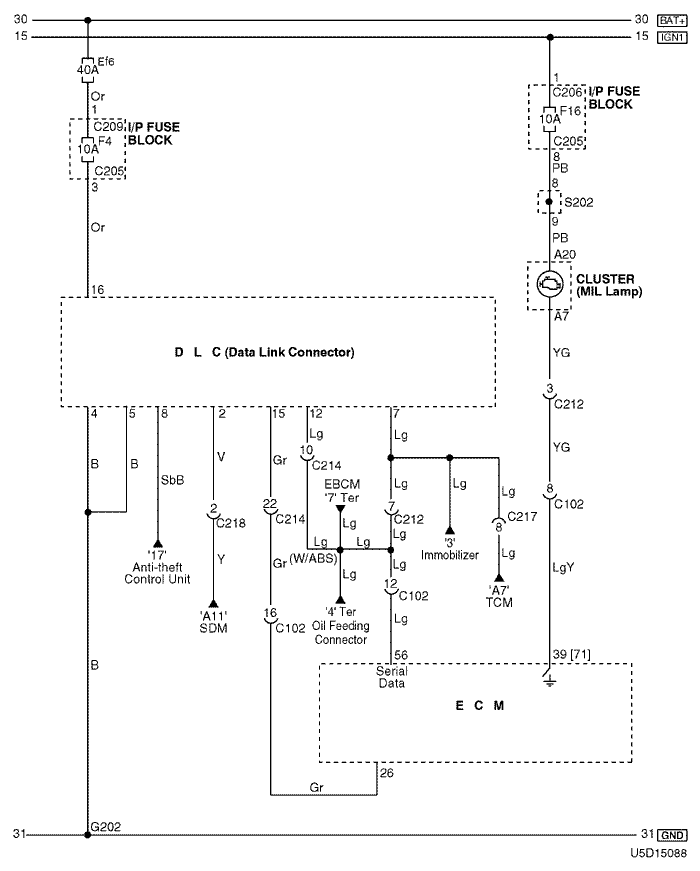 30
30 BAT+
15
15 IGN1
Ef6
40A
Or
1
C209
I/P FUSE
BLOCK
F4
10A
C205
3
Or
16
1
C206
I/P FUSE
BLOCK
F16
10A
C205
8
PB
8
S202
9
PB
A20
CLUSTER
(MIL Lamp)
A7
YG
3
C212
YG
8
C102
LgY
39 [71]
D L C (Data Link Connector)
4
5
8
2
15
12
7
B
B
SbB
V
Gr
Lg
Lg
10
C214
2
C218
Y
22
C214
EBCM
'7' Ter
Lg
Lg
7
C212
Lg
Lg
Lg
C217
8
Lg
'17'
Anti-theft
Control Unit
'A11'
SDM
Gr
(W/ABS)
Lg
Lg
Lg
'3'
Immobilizer
'A7'
TCM
16
C102
'4' Ter
Oil Feeding
Connector
12
C102
Lg
B
56
Serial
Data
E C M
26
Gr
G202
31
31 GND
U5D15088